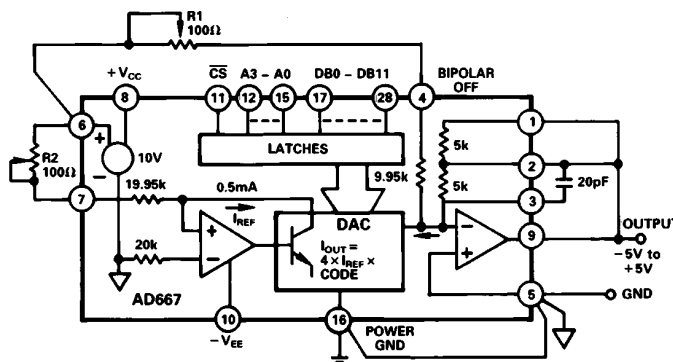 R1
100Ω
+VCC
CS
A3 – A0
DB0 – DB11
BIPOLAR
OFF
8
11
12
15
17
28
4
1
6
+
10V
–
LATCHES
5k
2
R2
100Ω
9.95k
5k
3
20pF
7
19.95k
0.5mA
IREF
DAC
20k
+
–
IOUT =
4 × IREF ×
CODE
–
+
9
OUTPUT
–5V to
+5V
5
GND
AD667
10
–VEE
16
POWER
GND